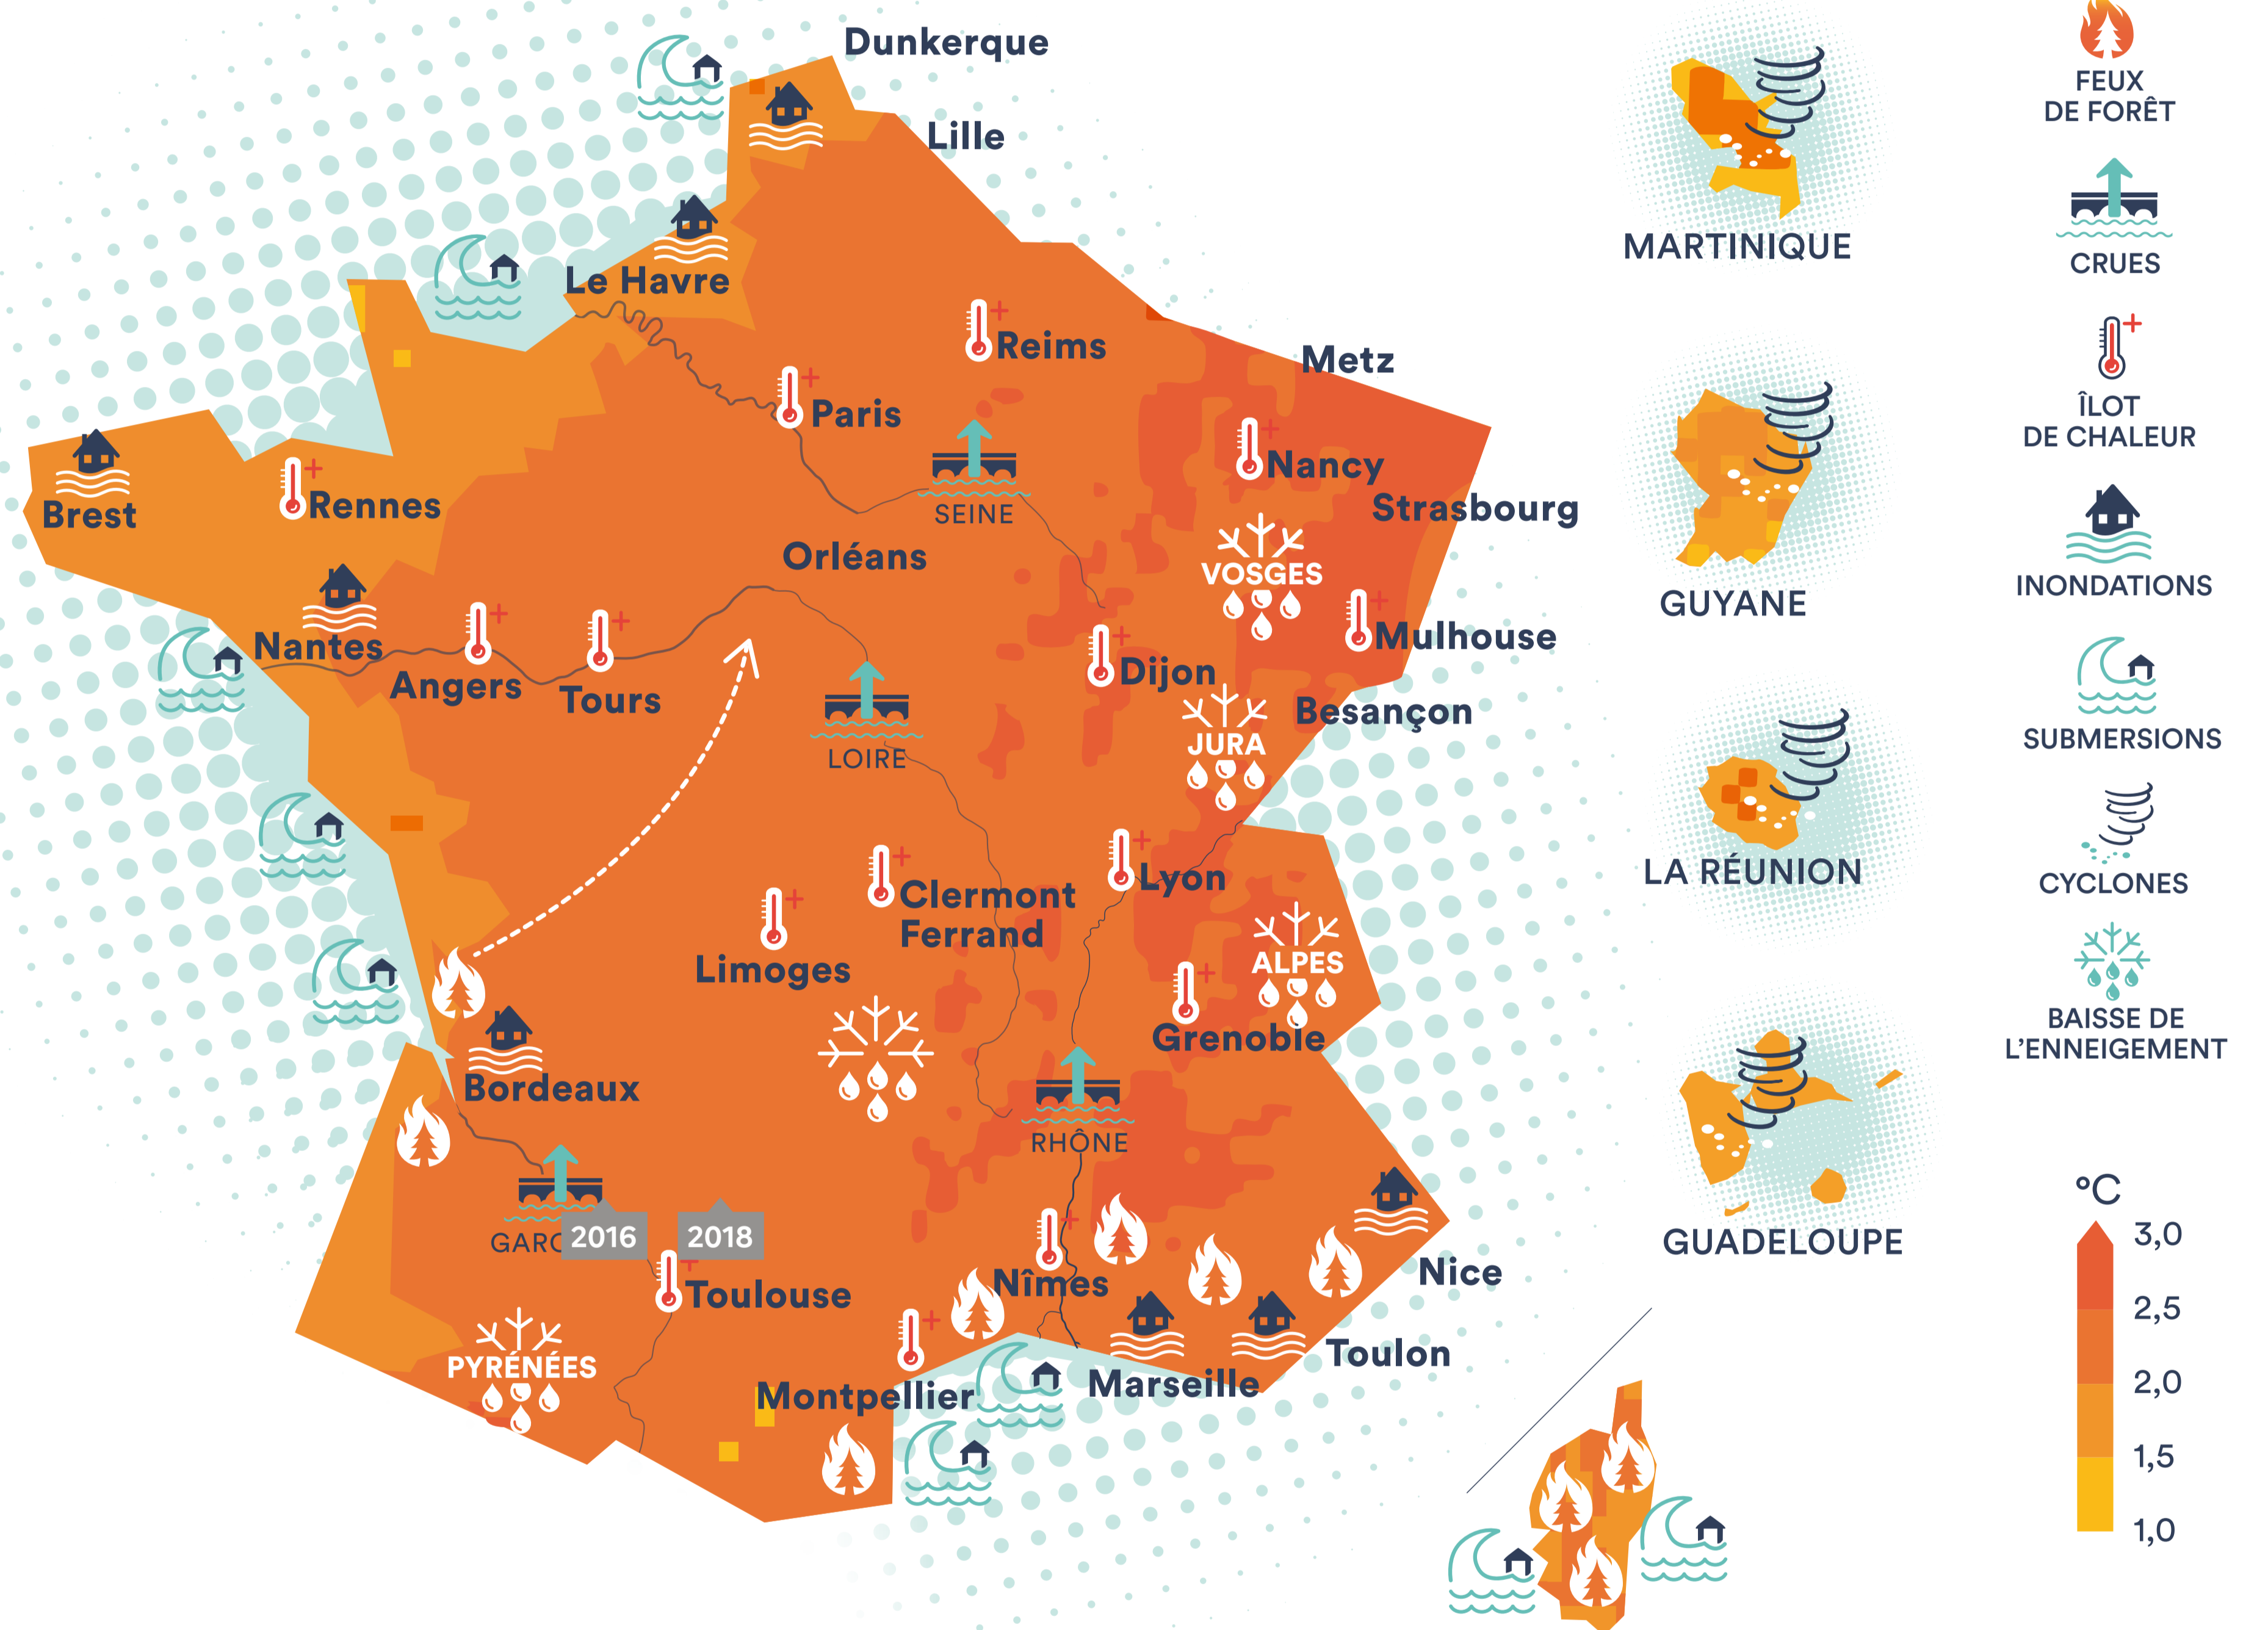 Dunkerque
Lille
Le Havre
Reims
Metz
Paris
Nancy
Brest
Rennes
SEINE
Strasbourg
Orléans
VOSGES
Nantes
Mulhouse
Angers
Tours
Dijon
Besançon
JURA
LOIRE
Lyon
Clermont
Ferrand
Limoges
ALPES
Grenoble
Bordeaux
RHÔNE
GARO
2016
2018
Toulouse
Nîmes
Nice
PYRÉNÉES
Montpellier
Marseille
Toulon
MARTINIQUE
GUYANE
LA RÉUNION
GUADELOUPE
FEUX
DE FORÊT
CRUES
ÎLOT
DE CHALEUR
INONDATIONS
SUBMERSIONS
CYCLONES
BAISSE DE
L'ENNEIGEMENT
°C
3,0
2,5
2,0
1,5
1,0